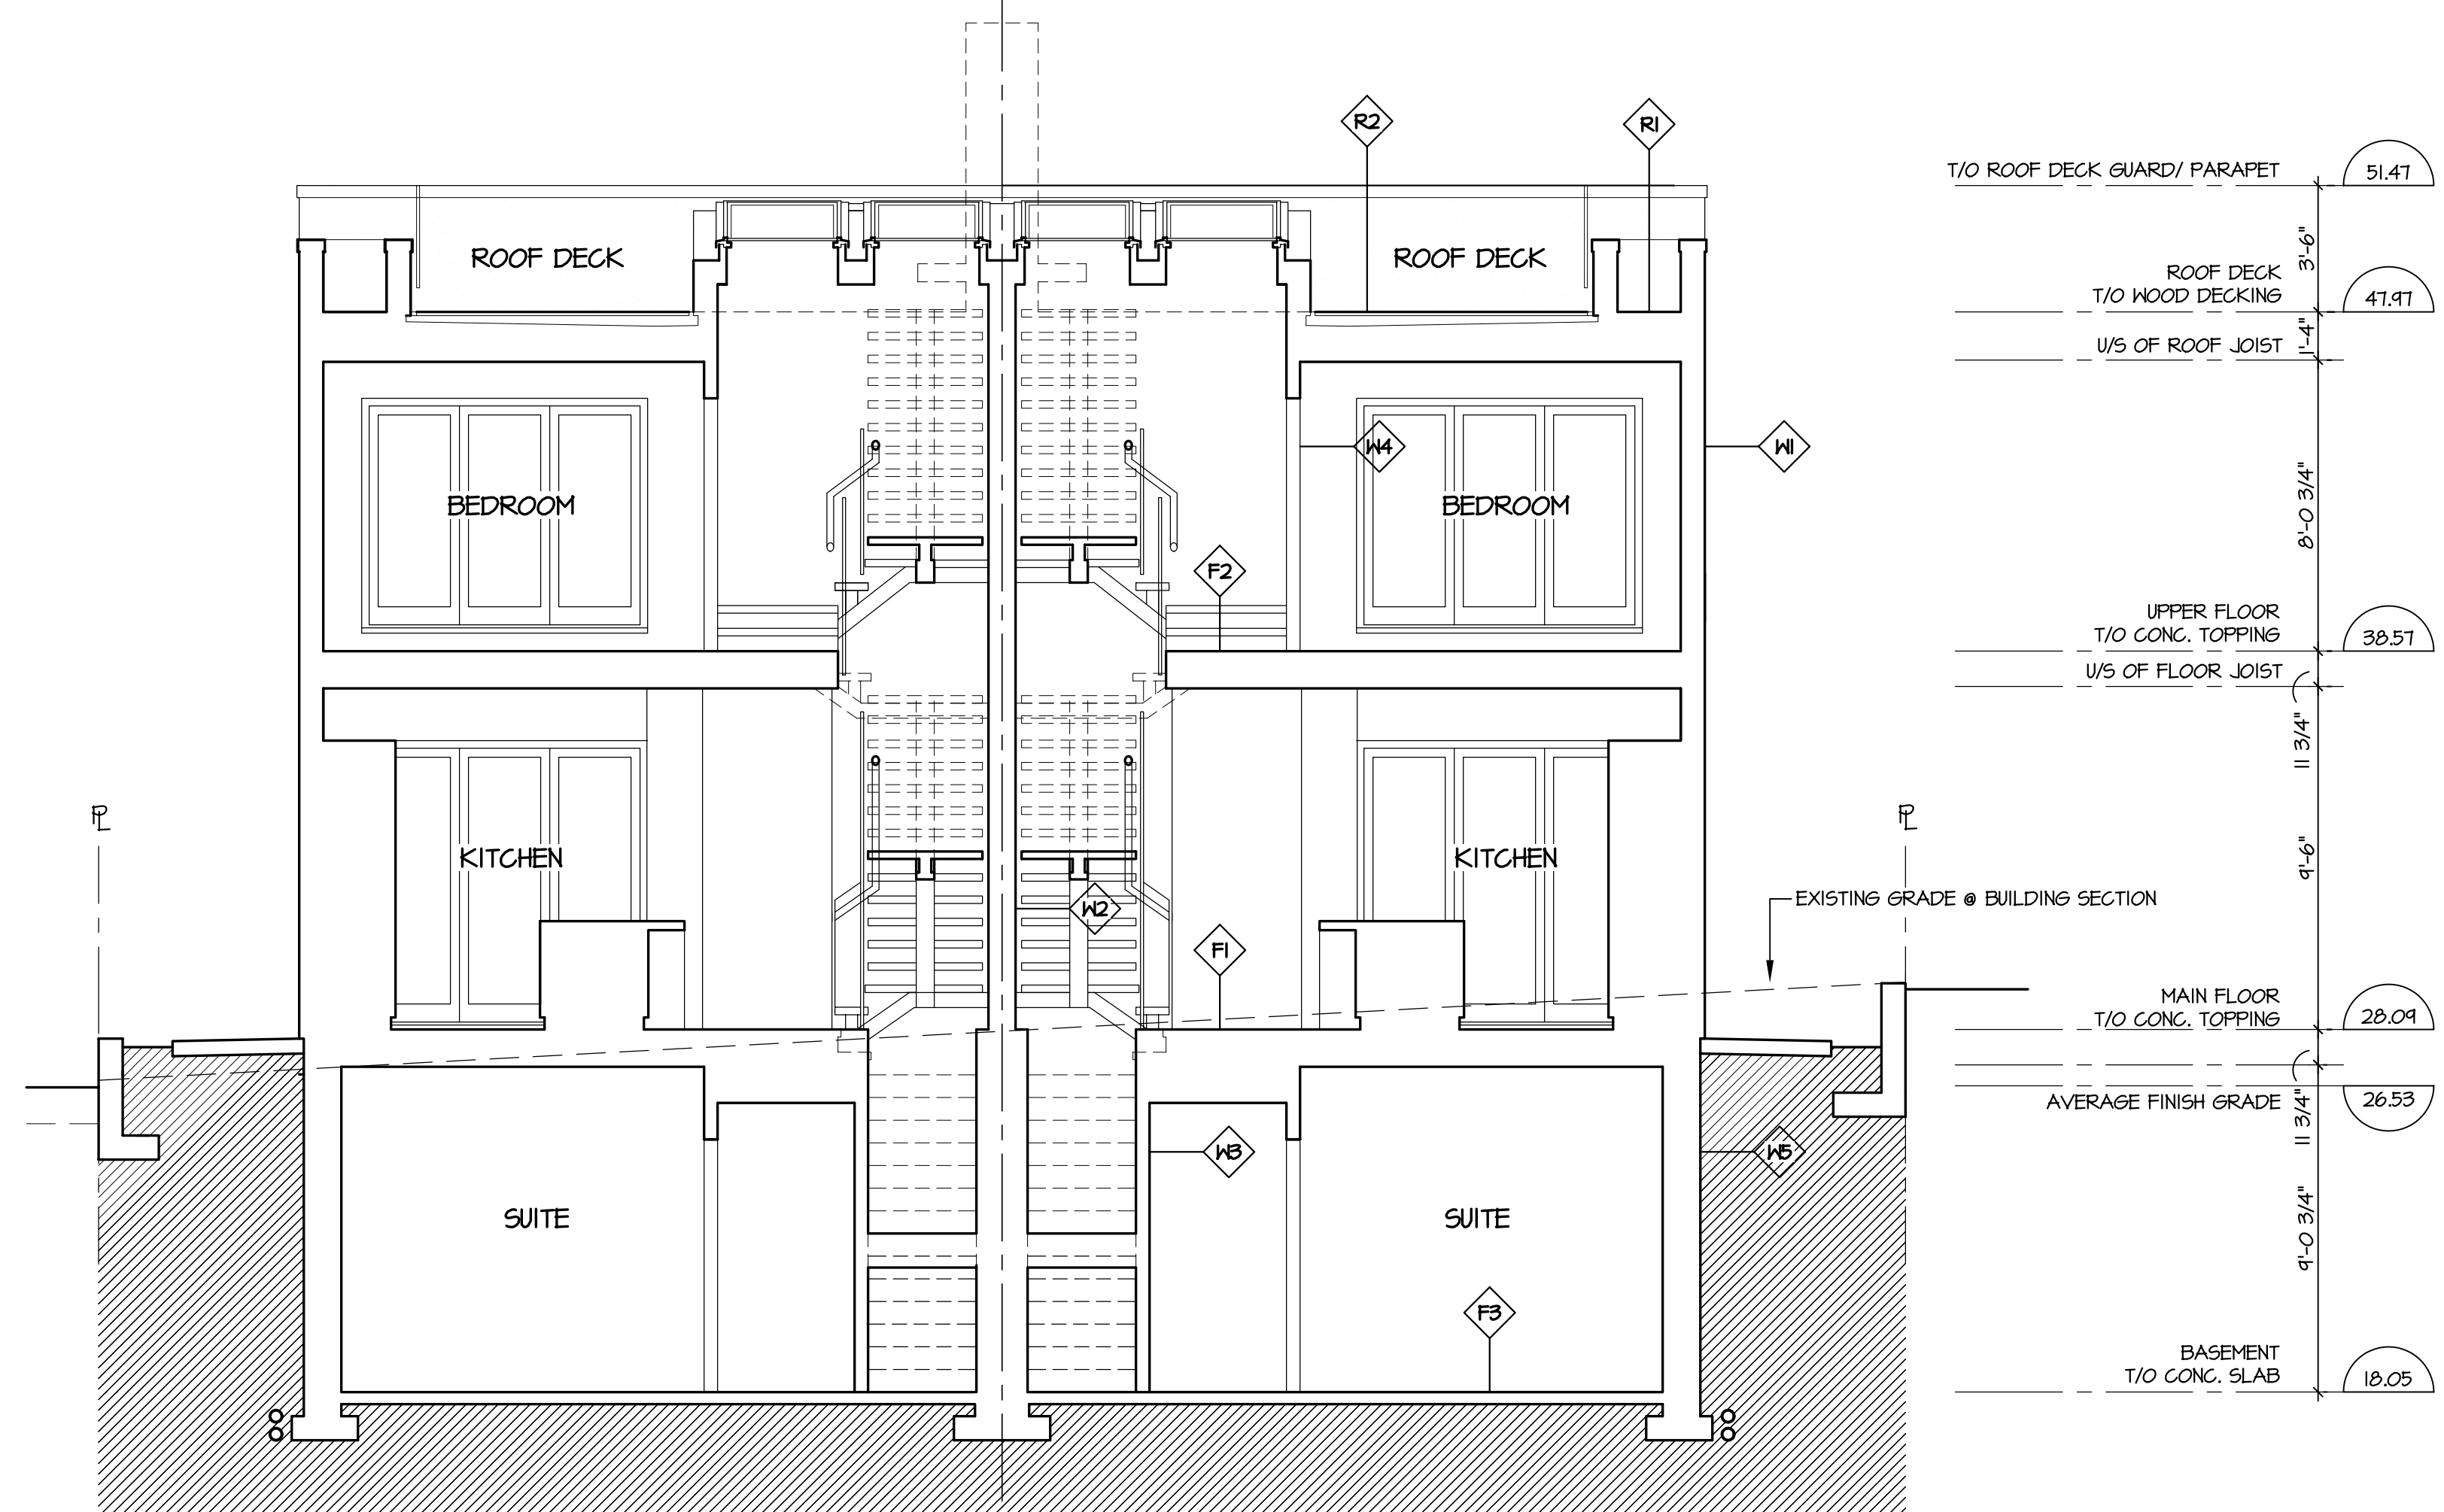 R2
R1
T/O ROOF DECK GUARD/ PARAPET
51.47
ROOF DECK
ROOF DECK
3'-6"
ROOF DECK
T/O WOOD DECKING
47.97
U/S OF ROOF JOIST
1'-4"
W4
W1
BEDROOM
BEDROOM
8'-0 3/4"
F2
UPPER FLOOR
T/O CONC. TOPPING
38.57
U/S OF FLOOR JOIST
11 3/4"
PL
PL
KITCHEN
KITCHEN
9'-6"
EXISTING GRADE @ BUILDING SECTION
W2
F1
MAIN FLOOR
T/O CONC. TOPPING
28.09
AVERAGE FINISH GRADE
26.53
11 3/4"
W3
W5
SUITE
SUITE
9'-0 3/4"
F3
BASEMENT
T/O CONC. SLAB
18.05